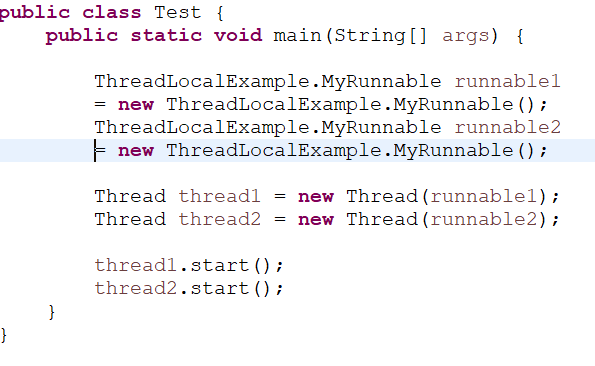 public class Test {
public static void main(String[] args) {
ThreadLocalExample.MyRunnable runnable1
= new ThreadLocalExample.MyRunnable();
ThreadLocalExample.MyRunnable runnable2
= new ThreadLocalExample.MyRunnable();
Thread thread1 = new Thread(runnable1);
Thread thread2 = new Thread(runnable2);
thread1.start();
thread2.start();
}
}